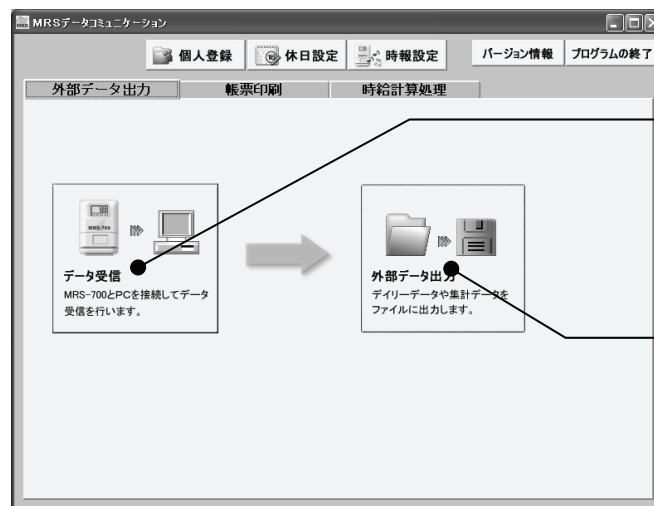 MRSデータコミュニケーション
個人登録 休日設定 時報設定 バージョン情報 プログラムの終了
外部データ出力 帳票印刷 時給計算処理
MRS-700
データ受信
MRS-700とPCを接続してデータ
受信を行います。
外部データ出力
デイリーデータや集計データを
ファイルに出力します。